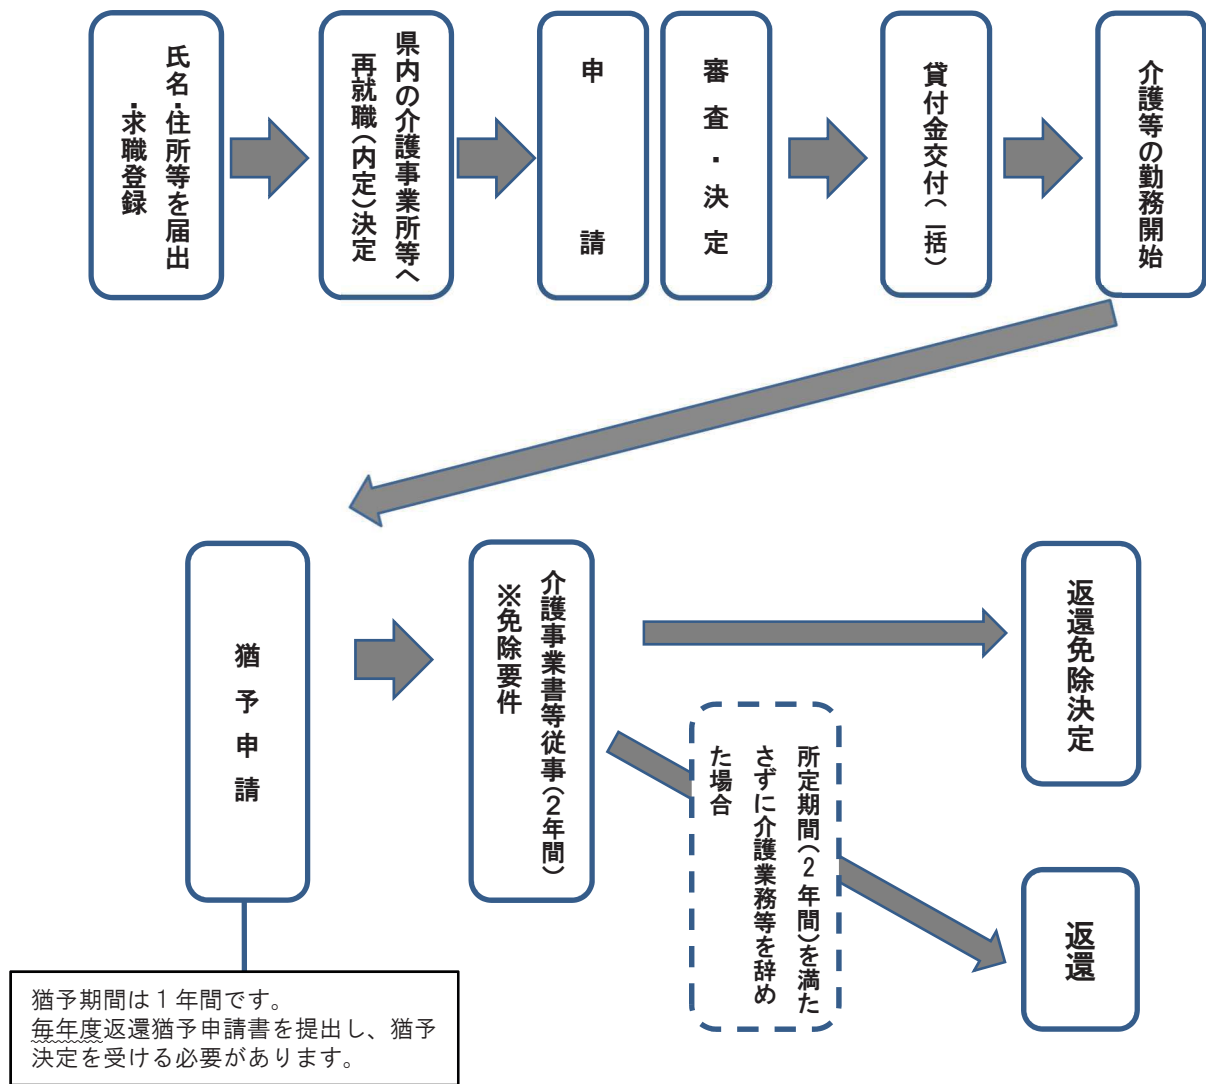 氏名・住所等を届出
・求職登録
県内の介護事業所等へ
再就職（内定）決定
申請
審査・決定
貸付金交付（一括）
介護等の勤務開始
猶予申請
介護事業書等従事（２年間）
※免除要件
返還免除決定
所定期間（２年間）を満た
さずに介護業務等を辞め
た場合
返還
猶予期間は１年間です。
毎年度返還猶予申請書を提出し、猶予
決定を受ける必要があります。